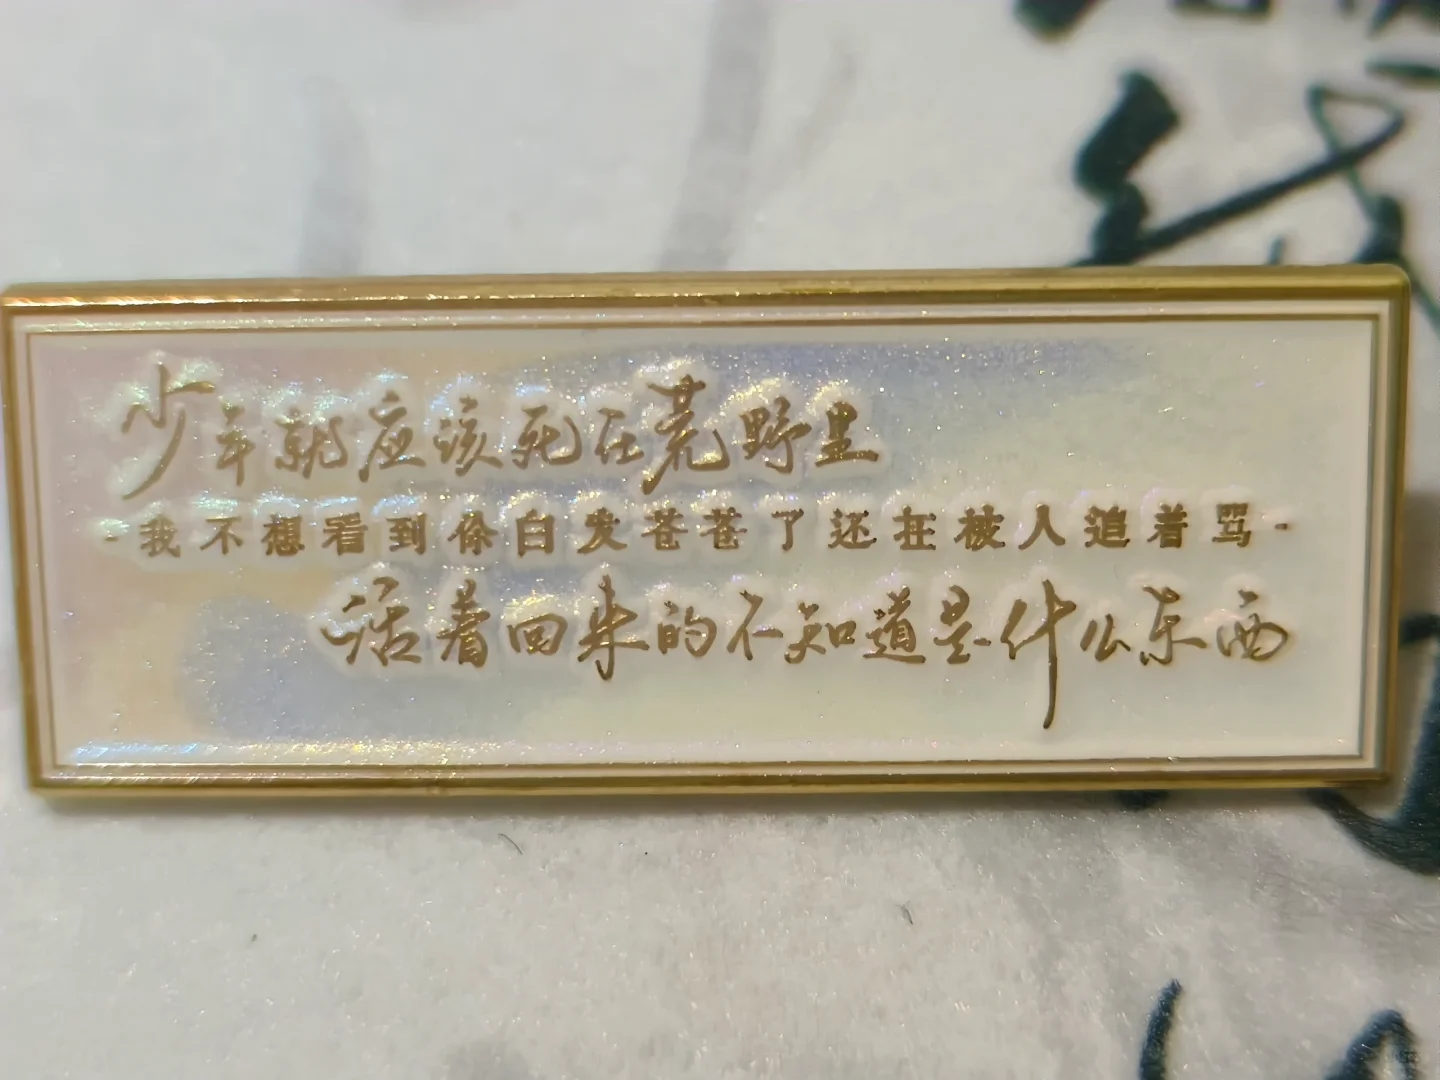 少年就应该死在荒野里
·我不想看到你白发苍苍了还在被人追着骂·
活着回来的不知道是什么东西